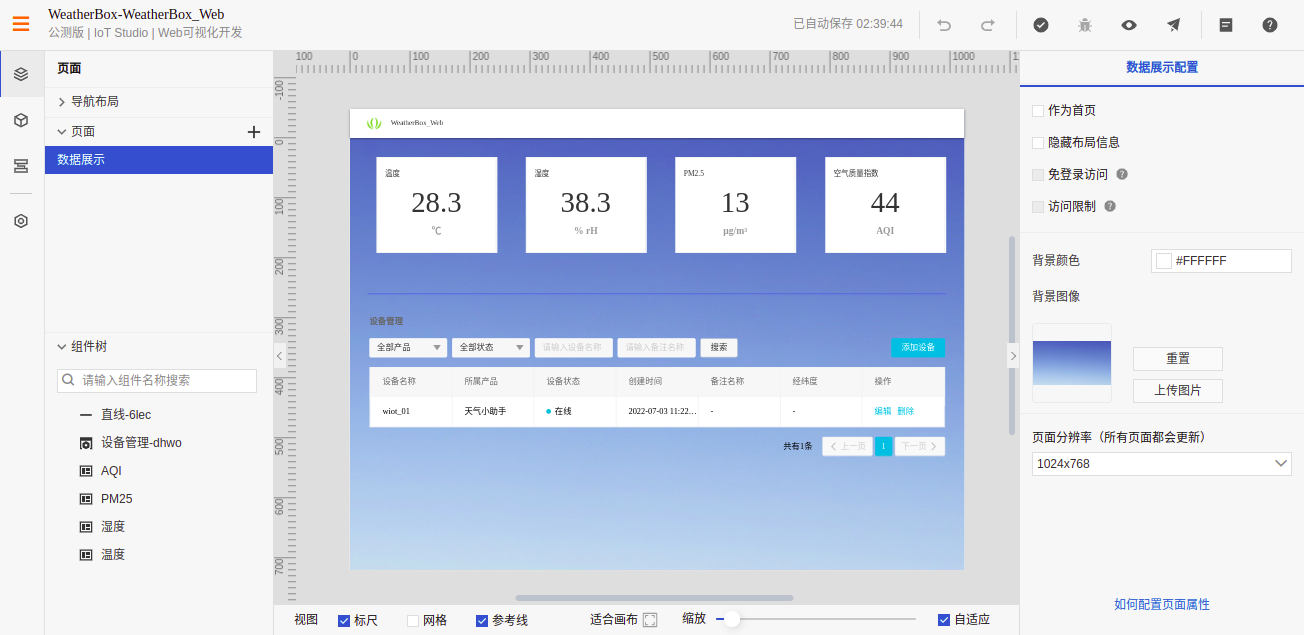 WeatherBox-WeatherBox_Web
公测版 | IoT Studio | Web可视化开发
已自动保存 02:39:44
页面
导航布局
页面
数据展示
组件树
请输入组件名称搜索
直线-6lec
设备管理-dhwo
AQI
PM25
湿度
温度
100 0 100 200 300 400 500 600 700 800 900 1000 1
-100
0
100
200
300
400
500
600
700
WeatherBox_Web
温度 湿度 PM2.5 空气质量指数
28.3 38.3 13 44
℃ % rH μg/m³ AQI
设备管理
全部产品 全部状态 请输入设备名称 请输入备注名称 搜索 添加设备
设备名称 所属产品 设备状态 创建时间 备注名称 经纬度 操作
wiot_01 天气小助手 在线 2022-07-03 11:22... - - 编辑 删除
共有1条 上一页 1 下一页
视图 标尺 网格 参考线 适合画布 缩放 自适应
数据展示配置
作为首页
隐藏布局信息
免登录访问
访问限制
背景颜色 #FFFFFF
背景图像
重置
上传图片
页面分辨率（所有页面都会更新）
1024x768
如何配置页面属性